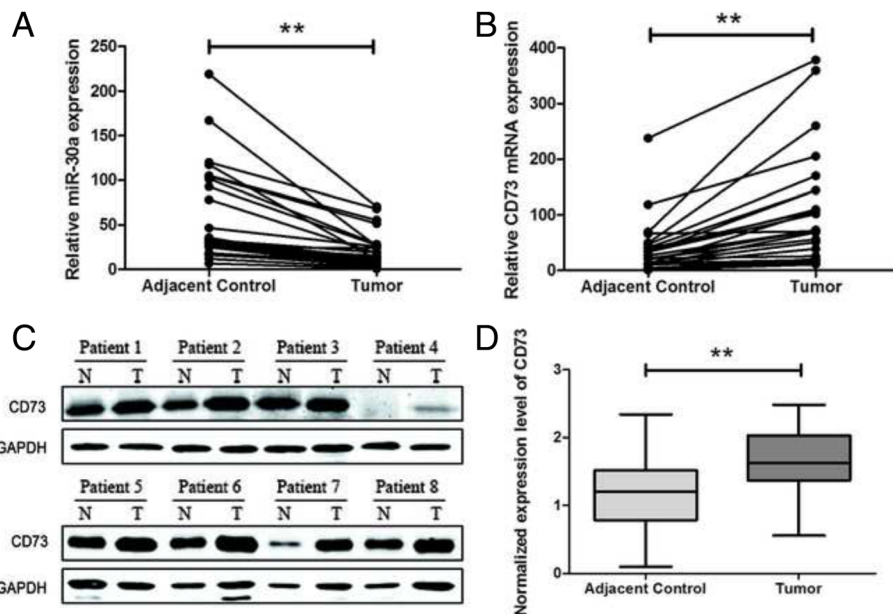 A
Relative miR-30a expression
250
200
150
100
50
0
**
Adjacent Control Tumor
B
Relative CD73 mRNA expression
400
300
200
100
0
**
Adjacent Control Tumor
C
Patient 1 Patient 2 Patient 3 Patient 4
N T N T N T N T
CD73
GAPDH
Patient 5 Patient 6 Patient 7 Patient 8
N T N T N T N T
CD73
GAPDH
D
Normalized expression level of CD73
3
2
1
0
**
Adjacent Control Tumor